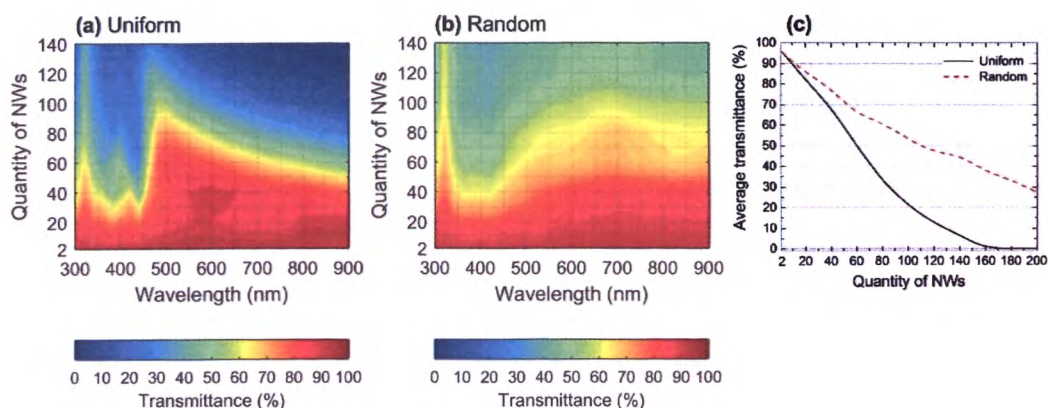 (a) Uniform
Quantity of NWs
140
120
100
80
60
40
20
2
300 400 500 600 700 800 900
Wavelength (nm)
0 10 20 30 40 50 60 70 80 90 100
Transmittance (%)
(b) Random
Quantity of NWs
140
120
100
80
60
40
20
2
300 400 500 600 700 800 900
Wavelength (nm)
0 10 20 30 40 50 60 70 80 90 100
Transmittance (%)
(c)
Average transmittance (%)
100
90
80
70
60
50
40
30
20
10
0
Uniform
Random
2 20 40 60 80 100 120 140 160 200
Quantity of NWs